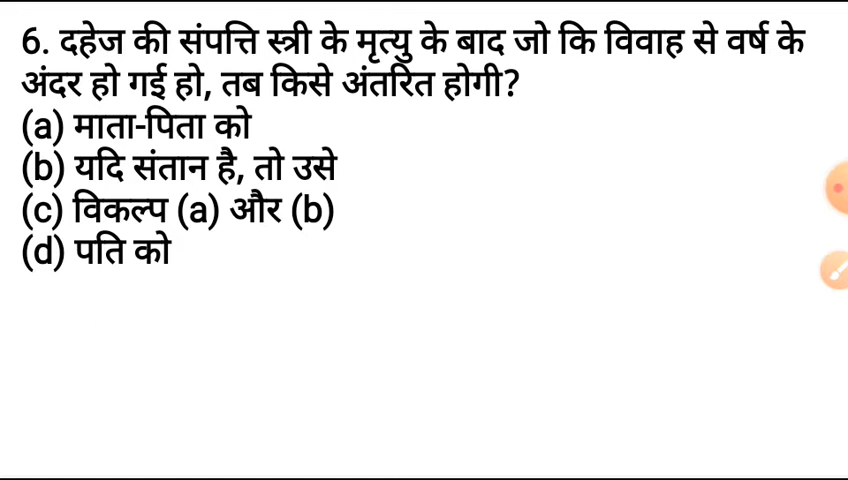 6. दहेज की संपत्ति स्त्री के मृत्यु के बाद जो कि विवाह से वर्ष के
अंदर हो गई हो, तब किसे अंतरित होगी?
(a) माता-पिता को
(b) यदि संतान है, तो उसे
(c) विकल्प (a) और (b)
(d) पति को